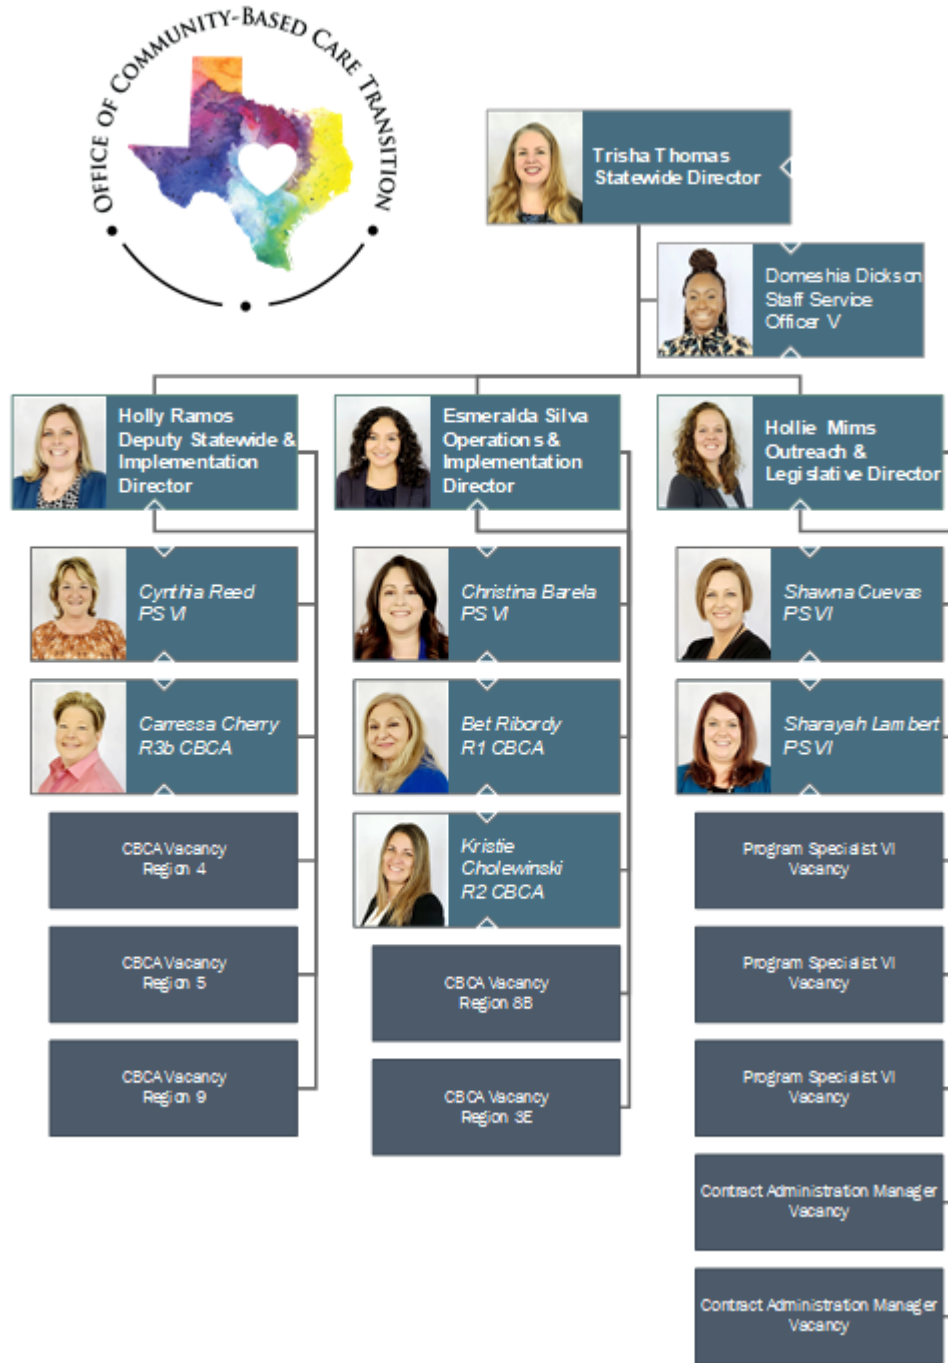 OFFICE OF COMMUNITY-BASED CARE TRANSITION
Trisha Thomas
Statewide Director
Domeshia Dickson
Staff Service
Officer V
Holly Ramos
Deputy Statewide &
Implementation
Director
Esmeralda Silva
Operations &
Implementation
Director
Hollie Mims
Outreach &
Legislative Director
Cynthia Reed
PS VI
Christina Barela
PS VI
Shawna Cuevas
PS VI
Carressa Cherry
R3b CBCA
Bet Ribordy
R1 CBCA
Sharayah Lambert
PS VI
CBCA Vacancy
Region 4
Kristie
Cholewinski
R2 CBCA
Program Specialist VI
Vacancy
CBCA Vacancy
Region 5
CBCA Vacancy
Region 8B
Program Specialist VI
Vacancy
CBCA Vacancy
Region 9
CBCA Vacancy
Region 3E
Program Specialist VI
Vacancy
Contract Administration Manager
Vacancy
Contract Administration Manager
Vacancy